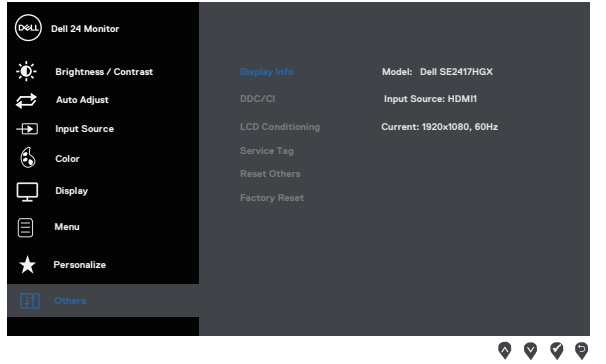 DELL
Dell 24 Monitor
Brightness / Contrast
Auto Adjust
Input Source
Color
Display
Menu
Personalize
Others
Display Info
DDC/CI
LCD Conditioning
Service Tag
Reset Others
Factory Reset
Model: Dell SE2417HGX
Input Source: HDMI1
Current: 1920x1080, 60Hz